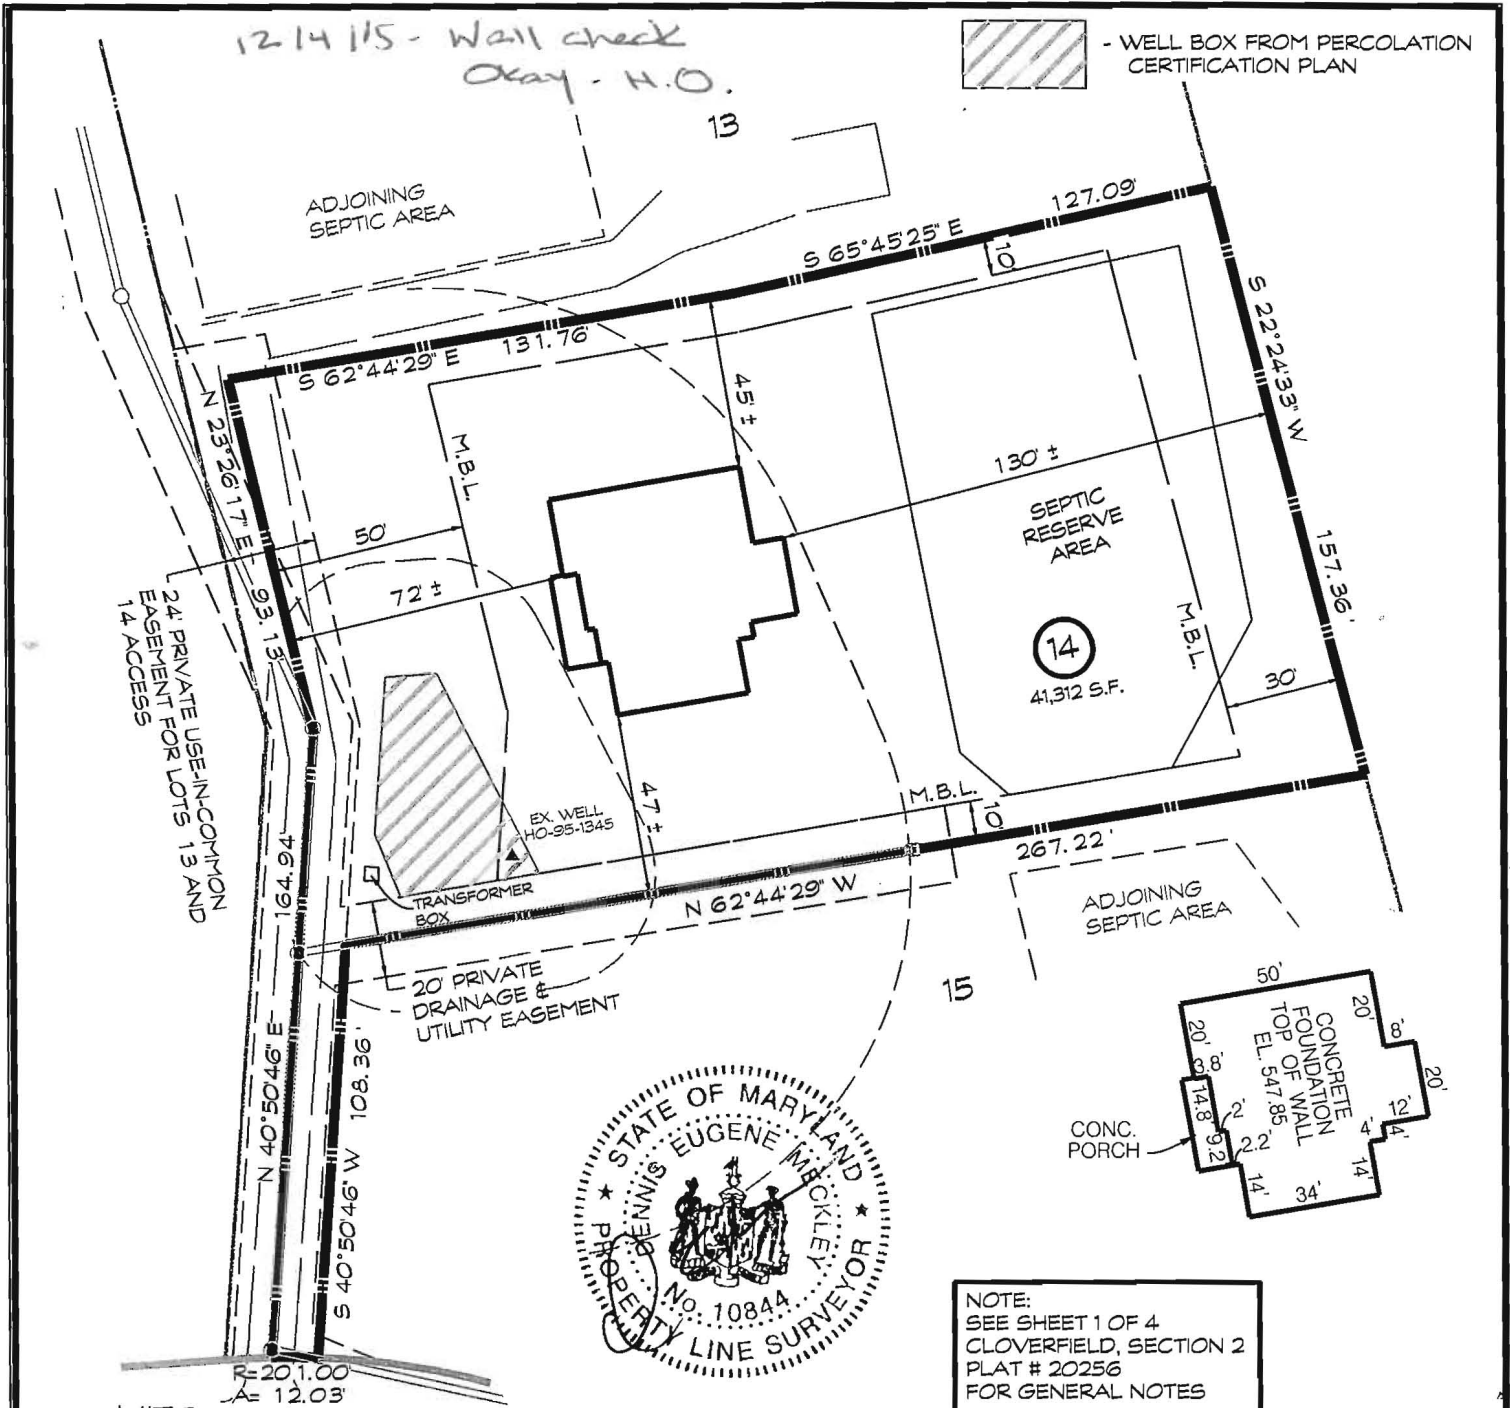 12/4/15 - Wall check
Okay - H.O.
- WELL BOX FROM PERCOLATION
CERTIFICATION PLAN
13
ADJOINING
SEPTIC AREA
127.09'
S 65°45'25" E
10'
131.76'
S 62°44'29" E
S 22°24'33" W
157.36'
N 23°26'17" E
93.13'
M.B.L.
45' ±
130' ±
50'
72' ±
SEPTIC
RESERVE
AREA
14
41,312 S.F.
M.B.L.
30'
24' PRIVATE USE-IN-COMMON
EASEMENT FOR LOTS 13 AND
14 ACCESS
164.94'
EX. WELL
HO-95-1345
47' ±
M.B.L.
10'
267.22'
TRANSFORMER
BOX
N 62°44'29" W
ADJOINING
SEPTIC AREA
20' PRIVATE
DRAINAGE &
UTILITY EASEMENT
15
N 40°50'46" E
108.36'
S 40°50'46" W
50'
20'
20'
8'
CONCRETE
FOUNDATION
TOP OF WALL
EL. 547.85
3.8'
14.8'
2'
9.2
2.2'
20'
12'
4'
4'
14'
14'
34'
CONC.
PORCH
STATE OF MARYLAND
DENNIS EUGENE MECKLEY
No. 10844
PROPERTY LINE SURVEYOR
NOTE:
SEE SHEET 1 OF 4
CLOVERFIELD, SECTION 2
PLAT # 20256
FOR GENERAL NOTES
R=201.00'
A= 12.03'